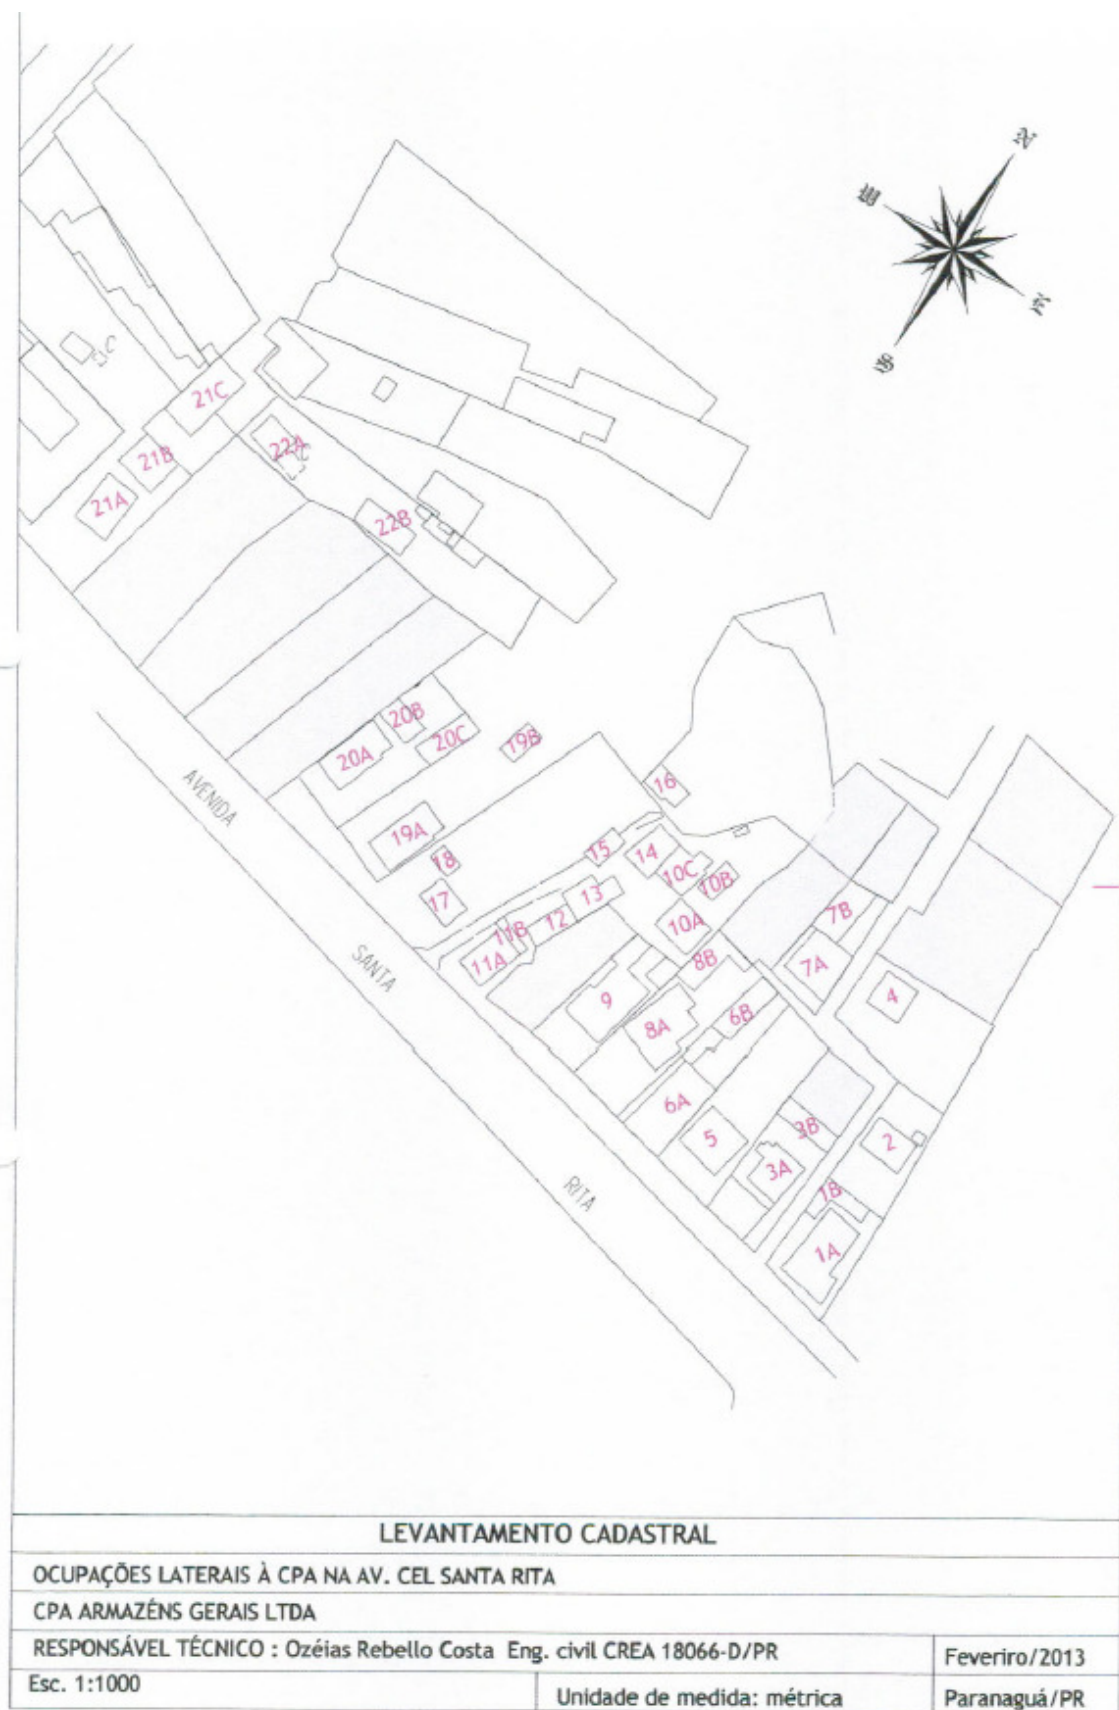 N
E
S
C
21C
22A
C
21B
21A
22B
20B
20C
19B
20A
16
AVENIDA
19A
15
14
18
10C
10B
13
17
7B
12
10A
11B
11A
SANTA
8B
7A
9
4
6B
8A
6A
5
3B
2
3A
1B
RITA
1A
LEVANTAMENTO CADASTRAL
OCUPAÇÕES LATERAIS À CPA NA AV. CEL SANTA RITA
CPA ARMAZÉNS GERAIS LTDA
RESPONSÁVEL TÉCNICO : Ozéias Rebello Costa Eng. civil CREA 18066-D/PR
Feveriro/2013
Esc. 1:1000
Unidade de medida: métrica
Paranaguá/PR